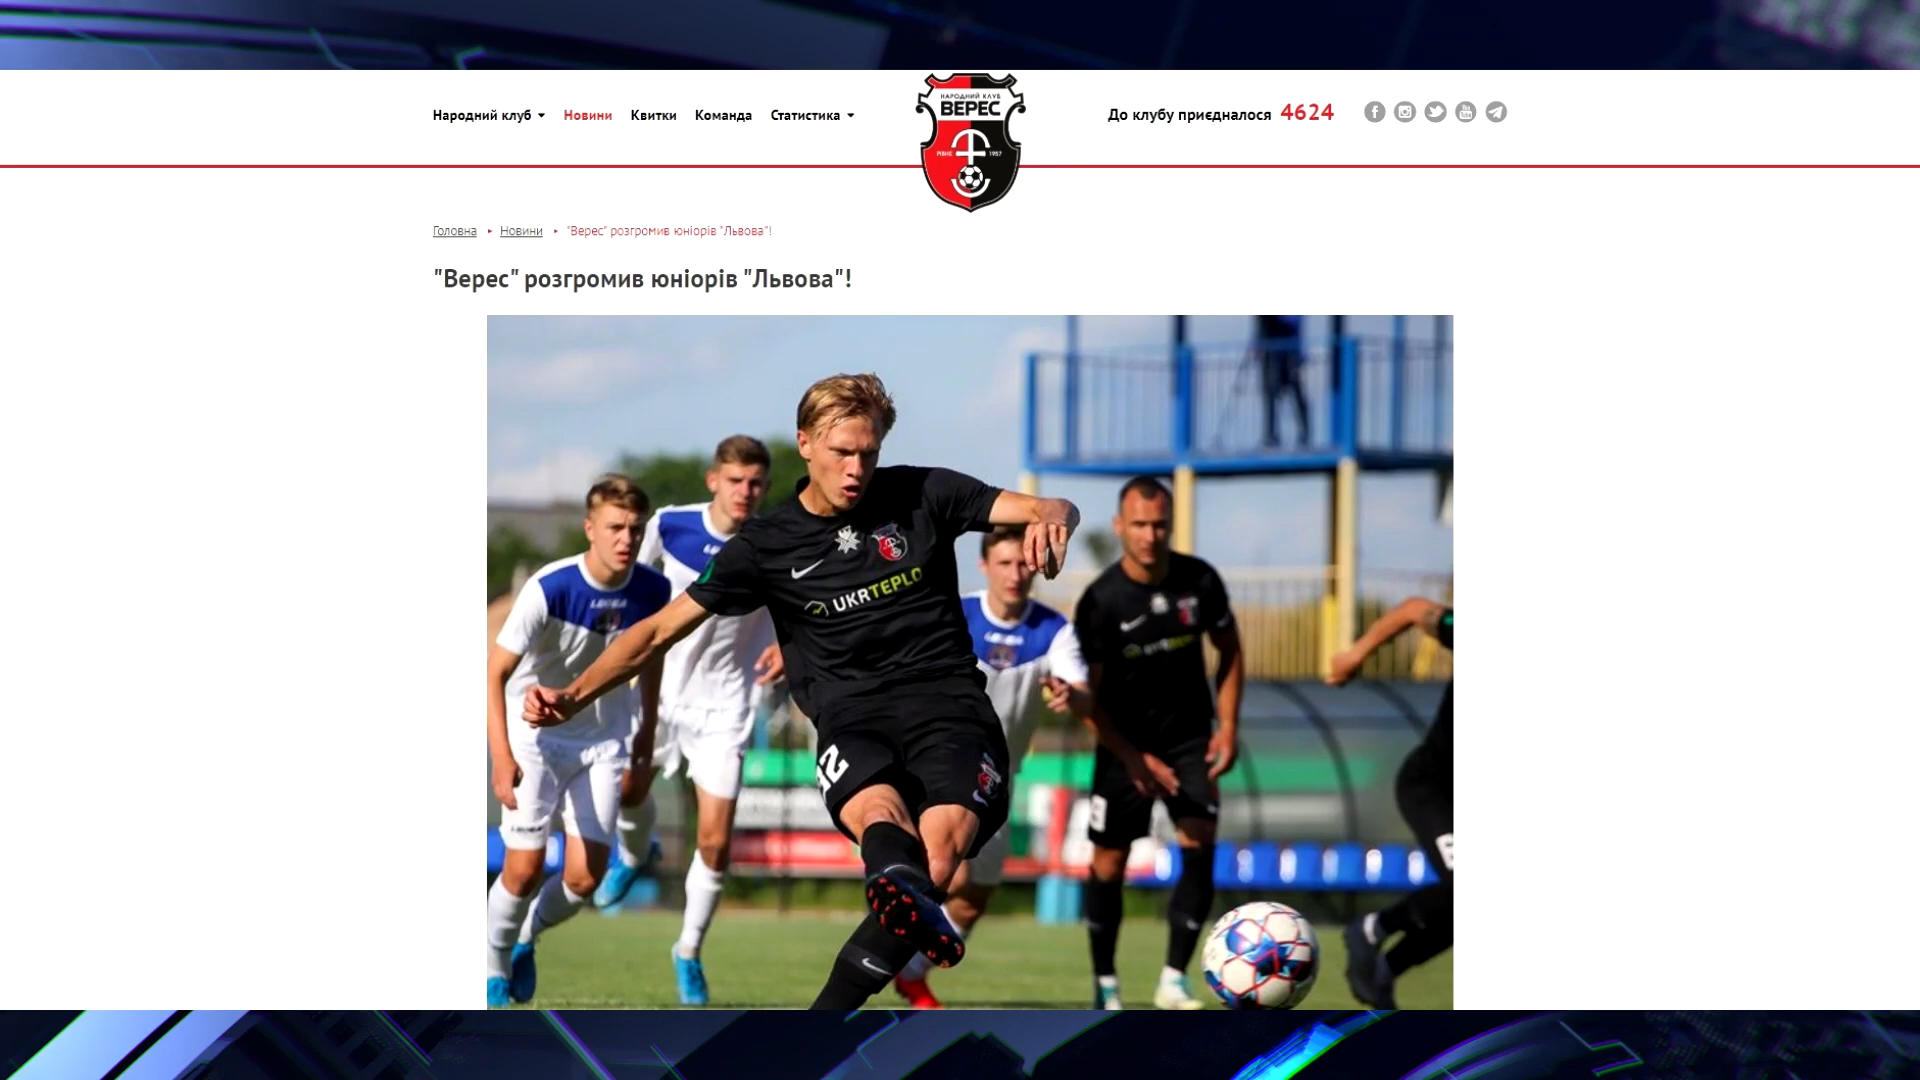 Народний клуб
Новини
Квитки
Команда
Статистика
НАРОДНИЙ КЛУБ
ВЕРЕС
РІВНЕ 1957
До клубу приєдналося 4624
Головна
Новини
"Верес" розгромив юніорів "Львова"!
"Верес" розгромив юніорів "Львова"!
UKRTEPLO